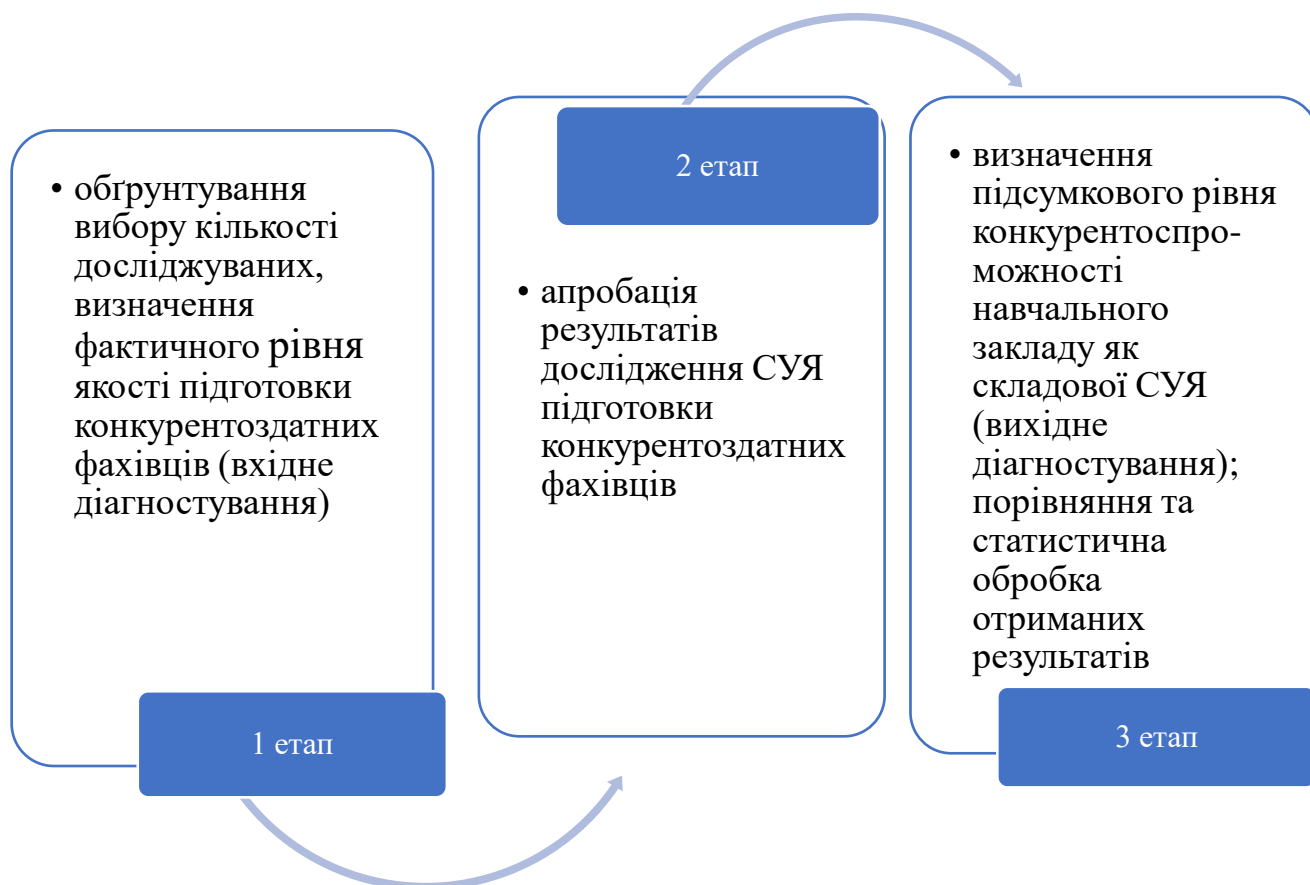 • обґрунтування
вибору кількості
досліджуваних,
визначення
фактичного рівня
якості підготовки
конкурентоздатних
фахівців (вхідне
діагностування)
1 етап
2 етап
• апробація
результатів
дослідження СУЯ
підготовки
конкурентоздатних
фахівців
• визначення
підсумкового рівня
конкурентоспро-
можності
навчального
закладу як
складової СУЯ
(вихідне
діагностування);
порівняння та
статистична
обробка
отриманих
результатів
3 етап